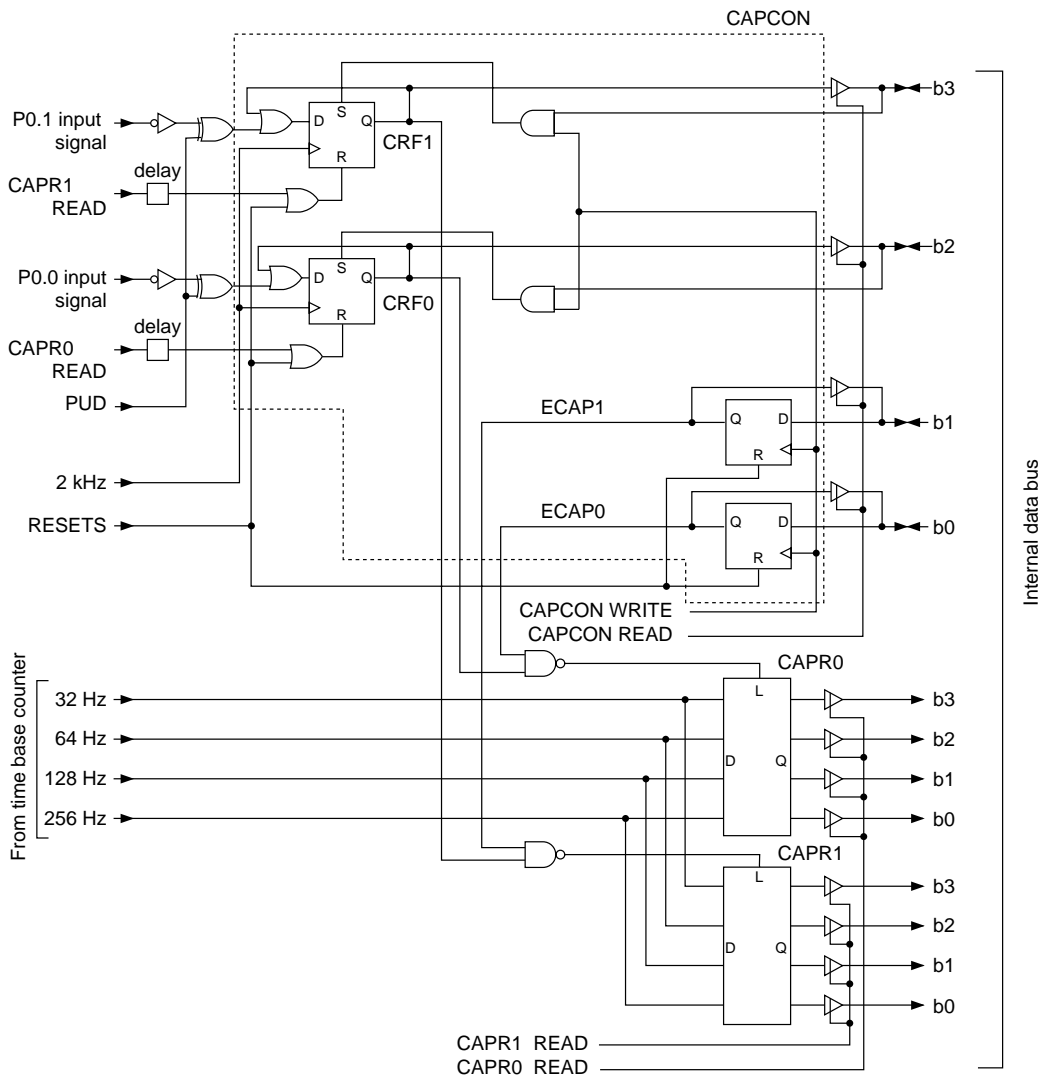 CAPCON
b3
P0.1 input
signal
S
D
Q
R
CRF1
CAPR1
READ
delay
b2
P0.0 input
signal
S
D
Q
R
CRF0
CAPR0
READ
delay
PUD
ECAP1
Q
D
R
b1
2 kHz
RESETS
ECAP0
Q
D
R
b0
Internal data bus
CAPCON WRITE
CAPCON READ
CAPR0
From time base counter
32 Hz
L
b3
64 Hz
b2
D
Q
128 Hz
b1
256 Hz
b0
CAPR1
L
b3
b2
D
Q
b1
b0
CAPR1 READ
CAPR0 READ